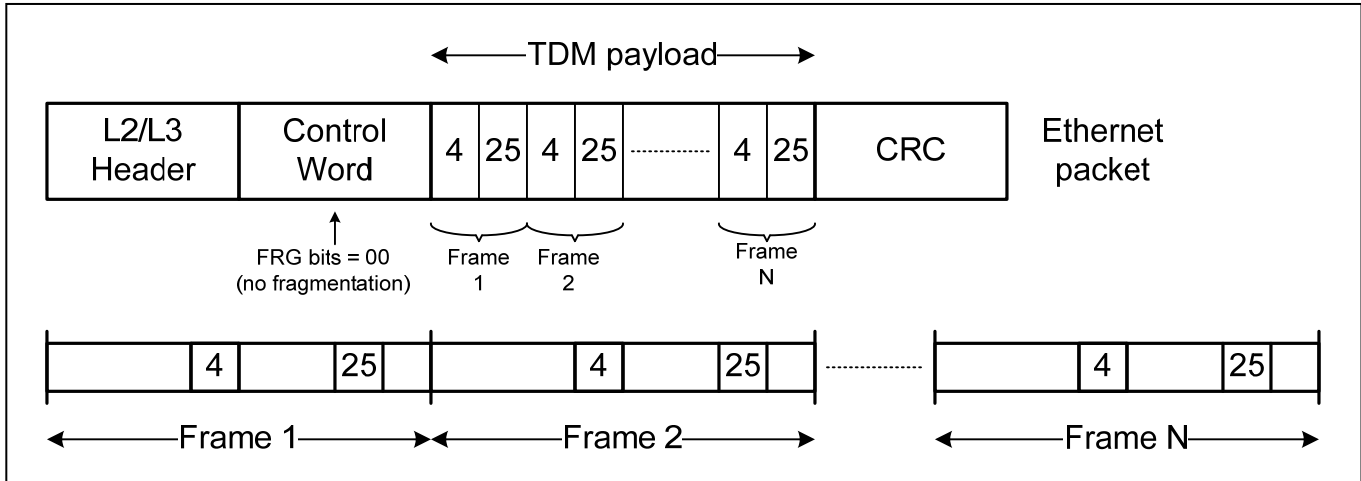 TDM payload
L2/L3
Header
Control
Word
4 25 4 25 4 25
CRC
Ethernet
packet
FRG bits = 00
(no fragmentation)
Frame
1
Frame
2
Frame
N
4 25 4 25 4 25
Frame 1 Frame 2 Frame N